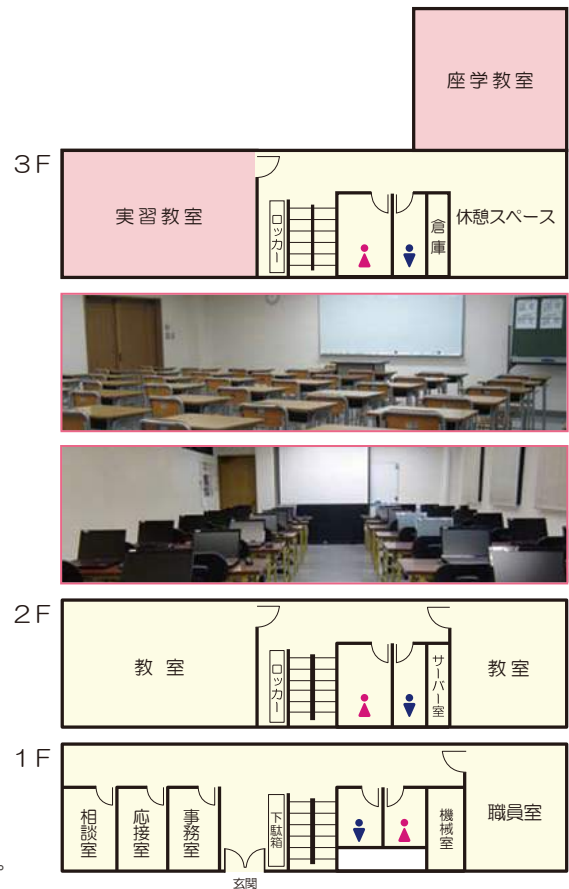 座学教室
3F
実習教室
ロッカー
倉庫
休憩スペース
2F
教室
ロッカー
サーバー室
教室
1F
相談室
応接室
事務室
下駄箱
機械室
職員室
玄関
。